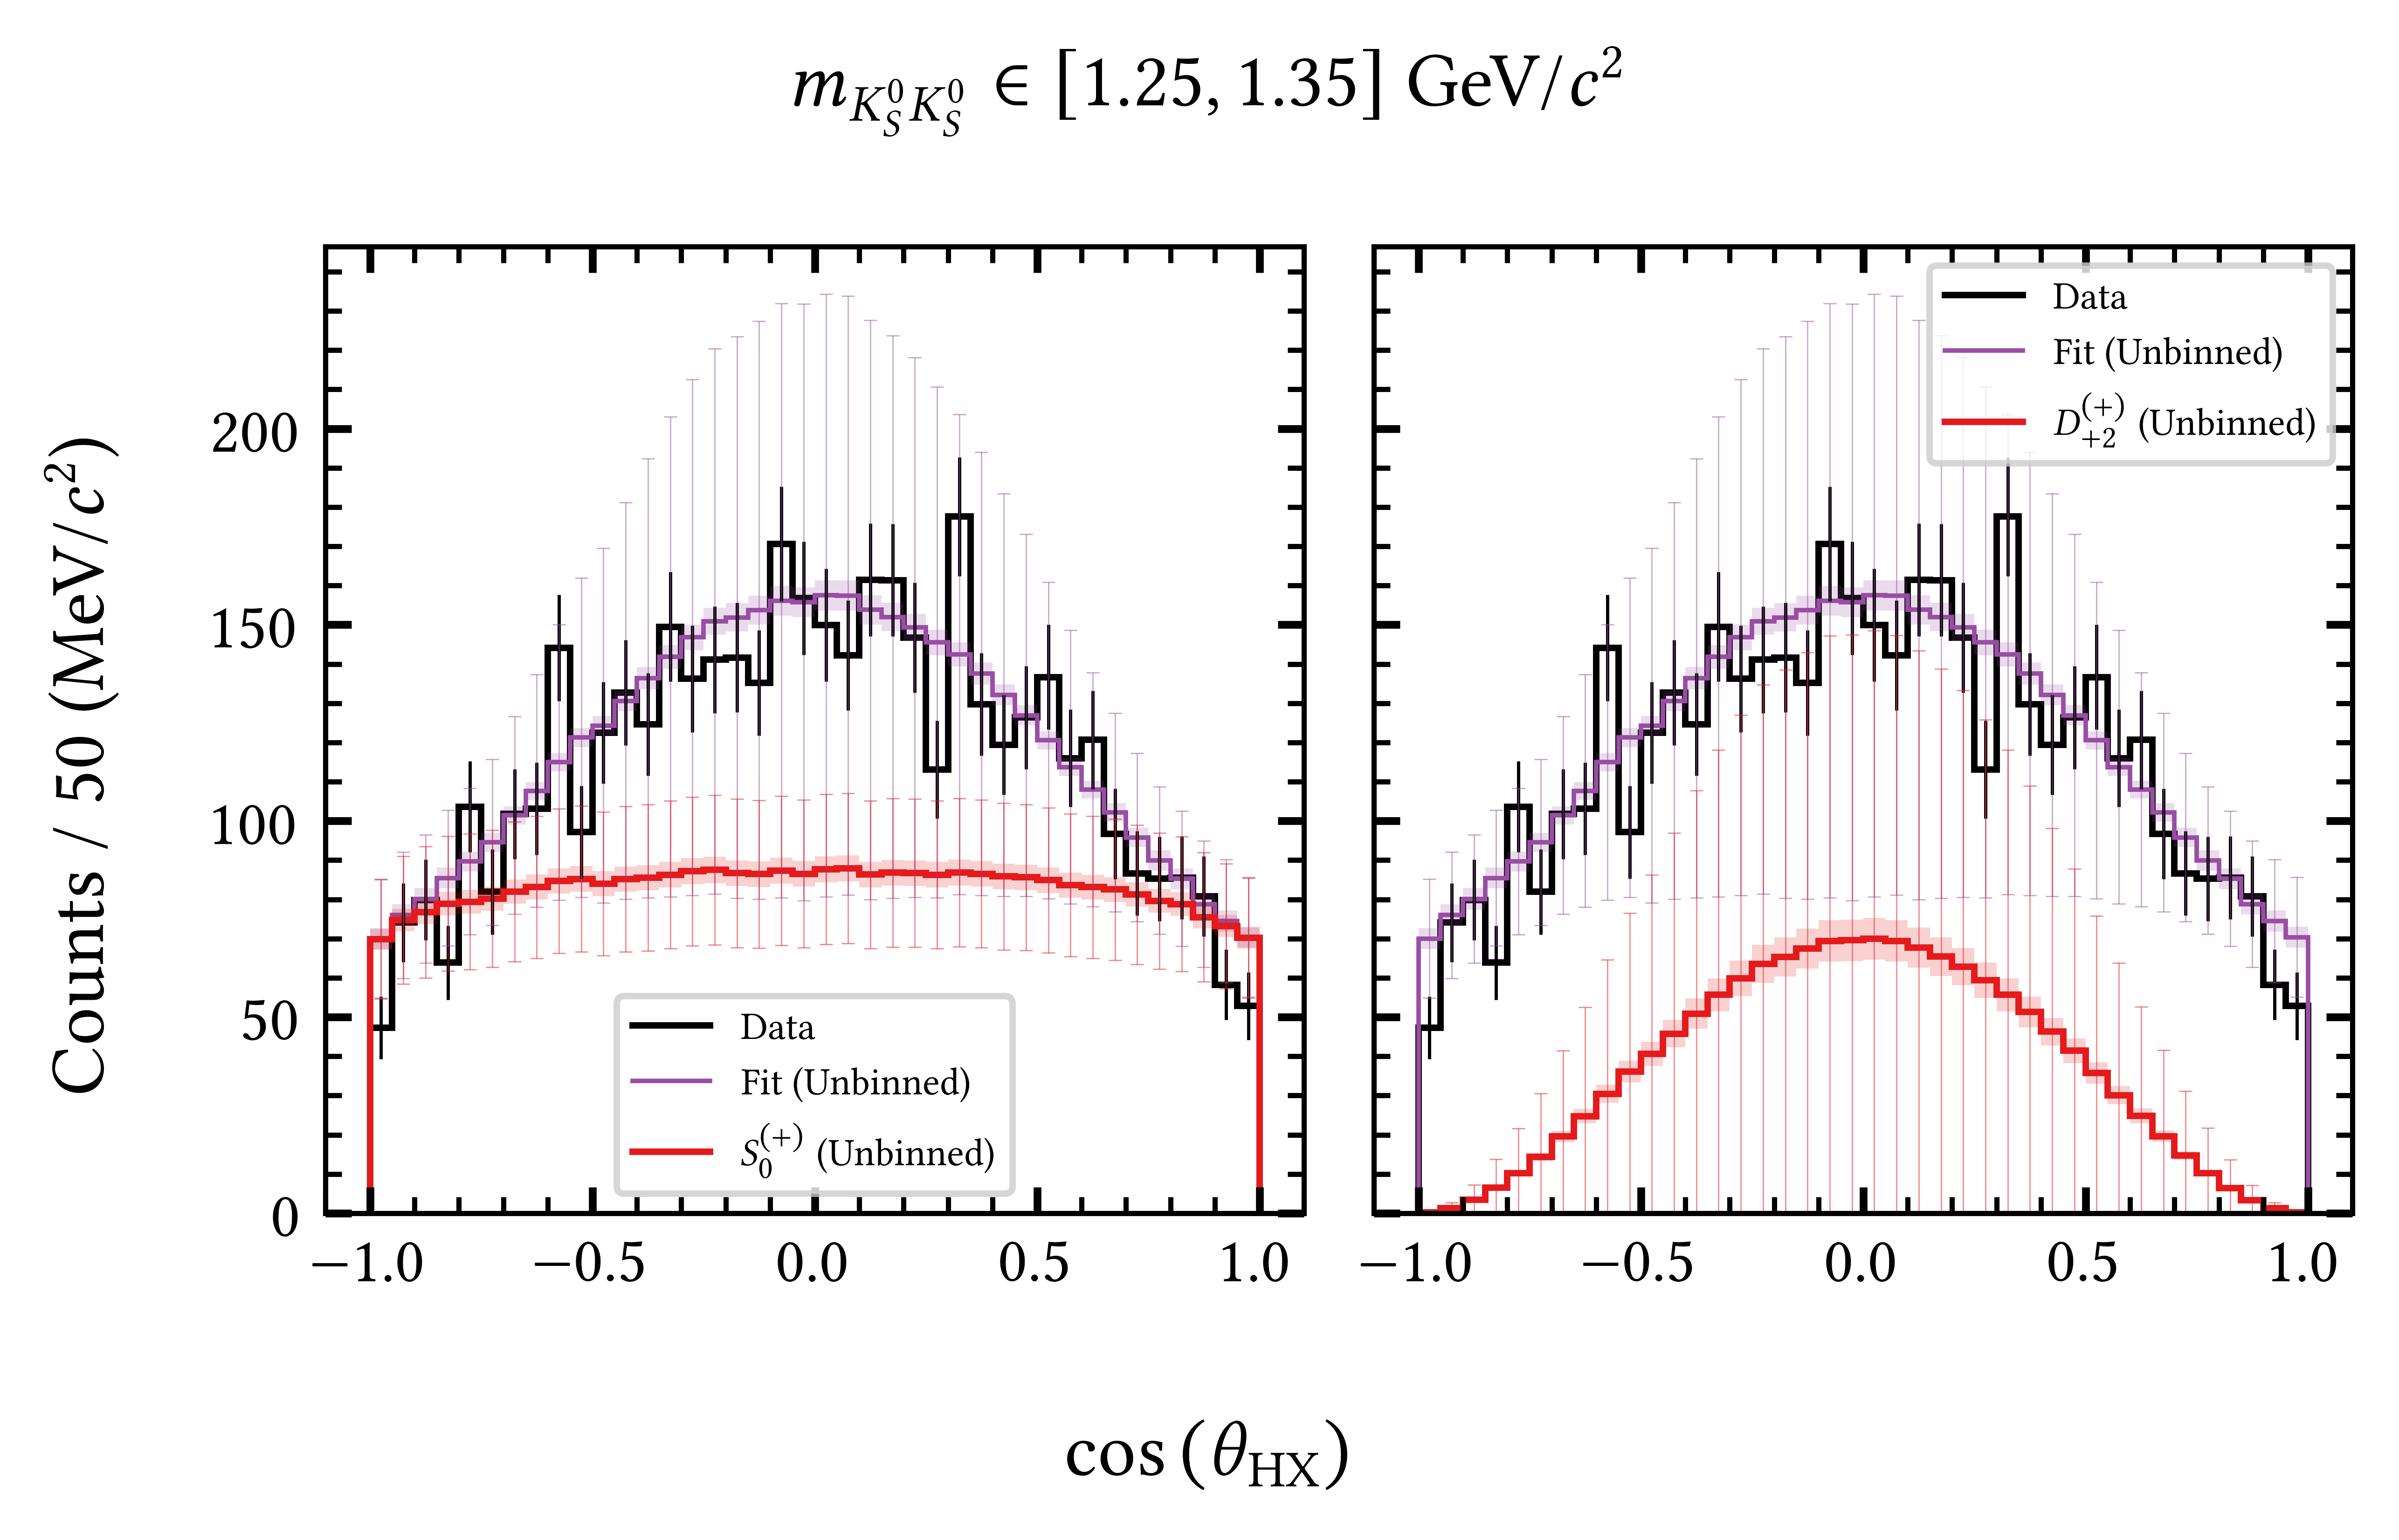 m_{K_S^0 K_S^0} ∈ [1.25, 1.35] GeV/c²
Counts / 50 (MeV/c²)
200
150
100
50
0
Data
Fit (Unbinned)
S_0^{(+)} (Unbinned)
−1.0 −0.5 0.0 0.5 1.0
Data
Fit (Unbinned)
D_{+2}^{(+)} (Unbinned)
−1.0 −0.5 0.0 0.5 1.0
cos (θ_{HX})